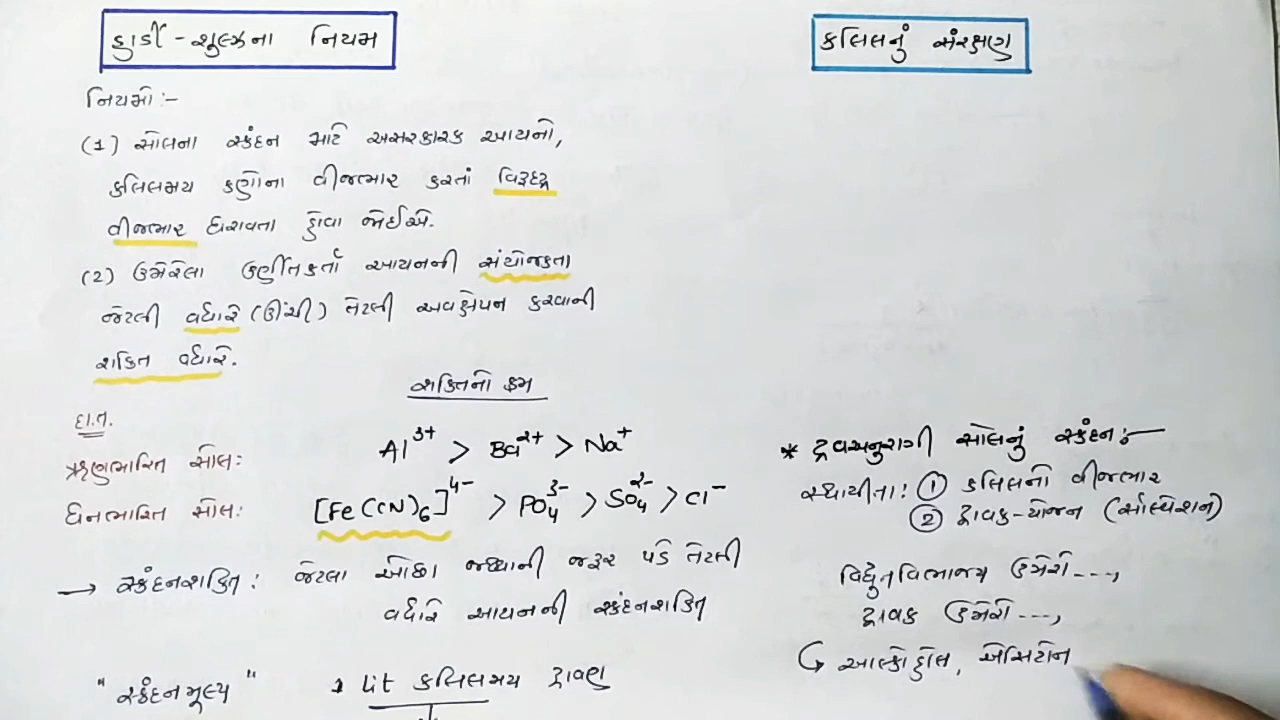 હાર્ડી-શુલ્ઝના નિયમ
નિયમો:-
(1) સોલના સ્કંદન માટે અસરકારક આયનો,
કલિલમય કણોના વીજભાર કરતાં વિરૂદ્ધ
વીજભાર ધરાવતા હોવા જોઈએ.
(2) ઉમેરેલા ઉર્ણીતકર્તા આયનની સંયોજકતા
જેટલી વધારે (ઊંચી) તેટલી અવક્ષેપન કરવાની
શક્તિ વધારે.
શક્તિનો ક્રમ
દા.ત.
ઋણભારિત સોલ: Al³⁺ > Ba²⁺ > Na⁺
ધનભારિત સોલ: [Fe(CN)₆]⁴⁻ > PO₄³⁻ > SO₄²⁻ > Cl⁻
→ સ્કંદનશક્તિ: જેટલા ઓછા જથ્થાની જરૂર પડે તેટલી
વધારે આયનની સ્કંદનશક્તિ
"સ્કંદનમૂલ્ય" 1 lit કલિલમય દ્રાવણ
કલિલનું સંરક્ષણ
* દ્રવઅનુરાગી સોલનું સ્કંદન:-
સ્થાયીતા: ① કલિલનો વીજભાર
② દ્રાવક-યોજન (સોલ્વેશન)
વિદ્યુતવિભાજ્ય ઉમેરી ----,
દ્રાવક ઉમેરી ----,
↳ આલ્કોહોલ, એસિટોન